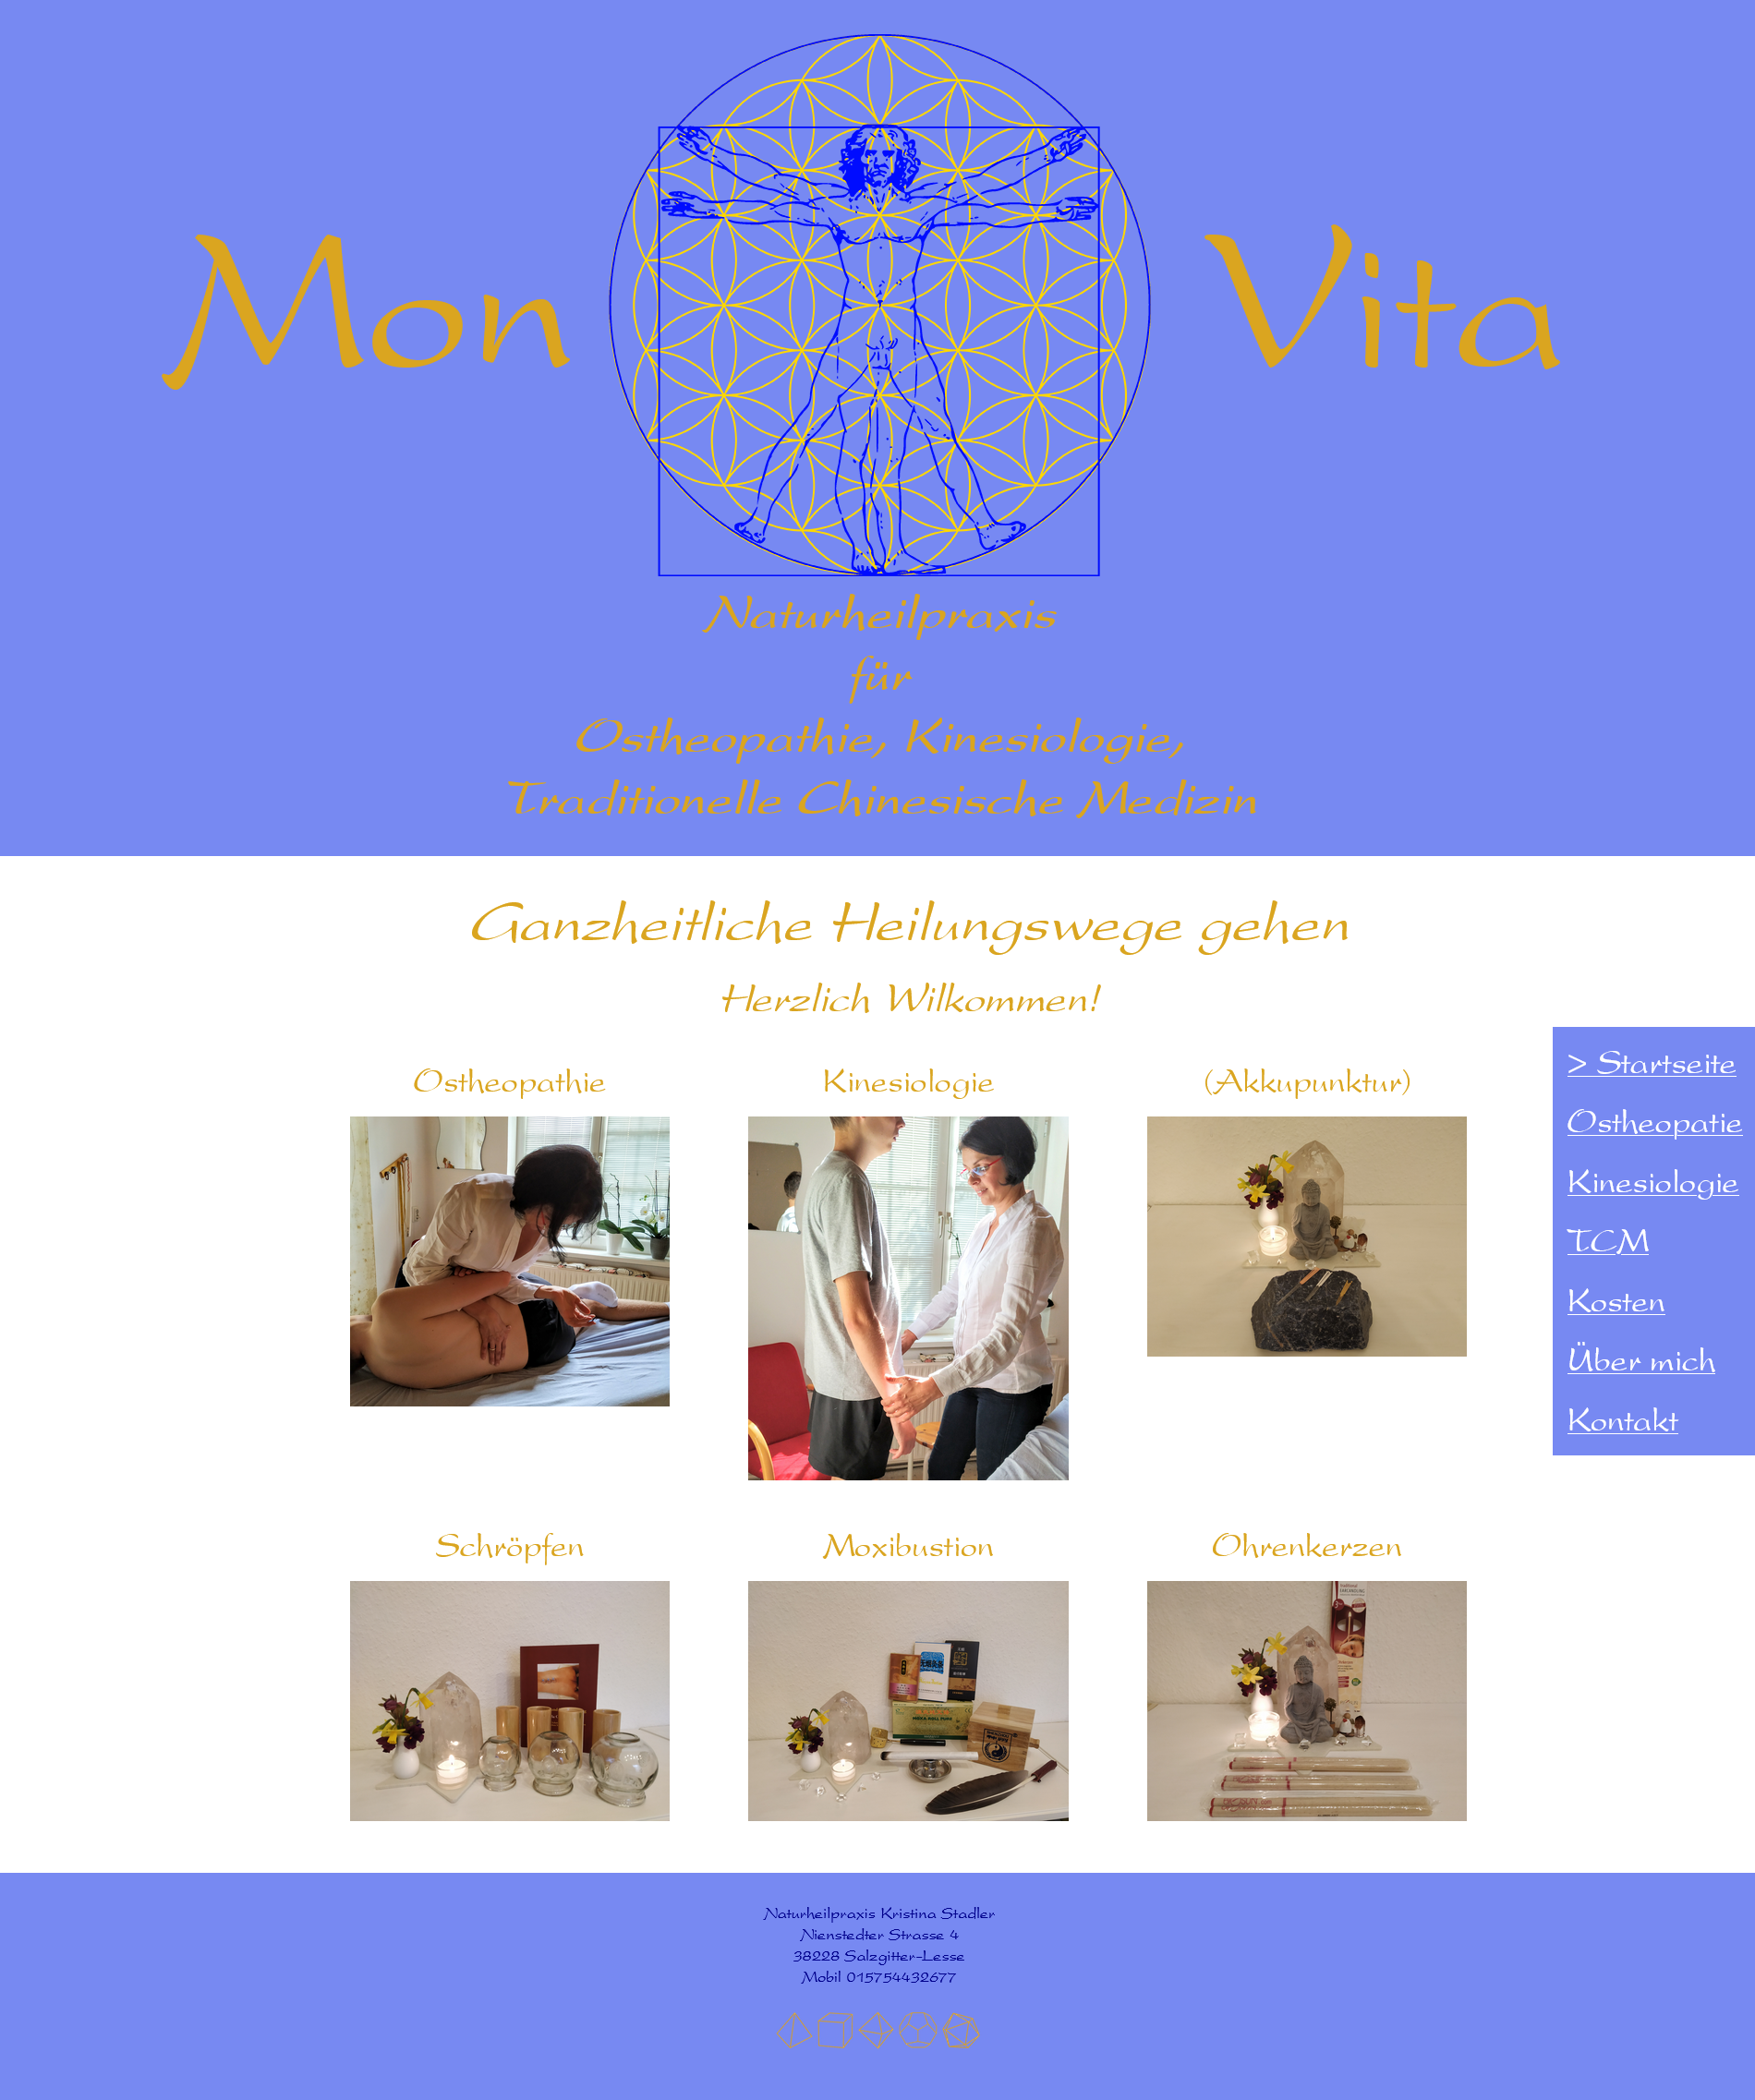 Mon Vita
Naturheilpraxis
für
Ostheopathie, Kinesiologie,
Traditionelle Chinesische Medizin
Ganzheitliche Heilungswege gehen
Herzlich Wilkommen!
> Startseite
Ostheopatie
Kinesiologie
TCM
Kosten
Über mich
Kontakt
Ostheopathie
Kinesiologie
(Akkupunktur)
Schröpfen
Moxibustion
Ohrenkerzen
Naturheilpraxis Kristina Stadler
Nienstedter Strasse 4
38228 Salzgitter-Lesse
Mobil 015754432677